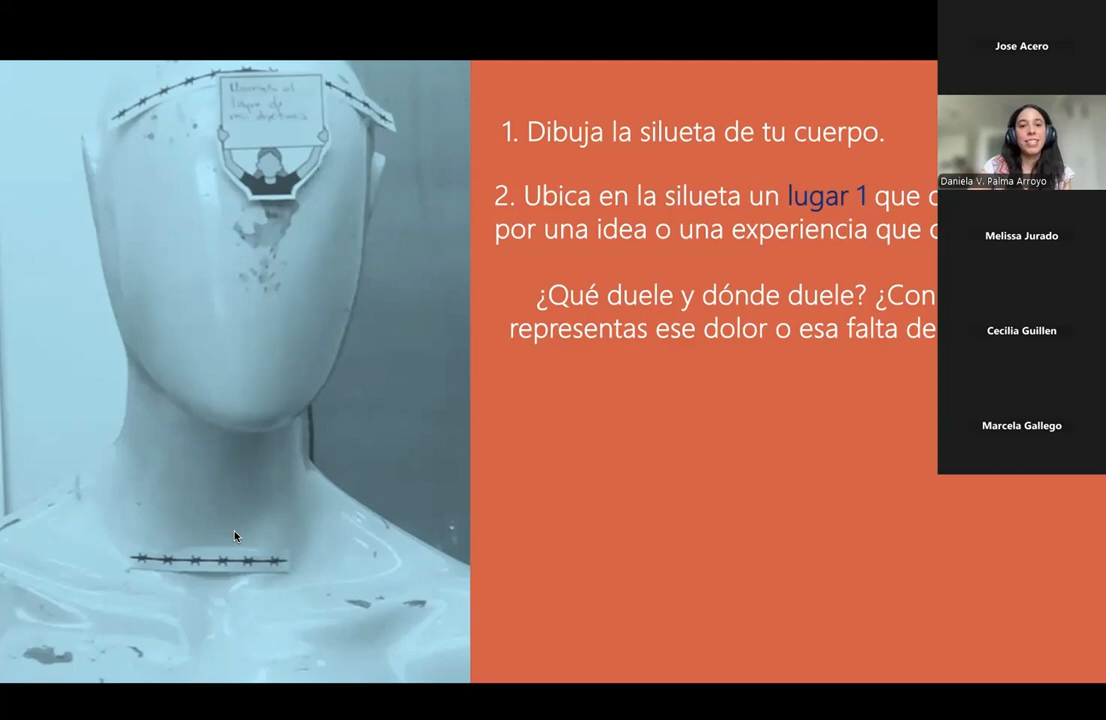 1. Dibuja la silueta de tu cuerpo.
2. Ubica en la silueta un lugar 1 que
por una idea o una experiencia que
¿Qué duele y dónde duele? ¿Con
representas ese dolor o esa falta de
Jose Acero
Daniela V. Palma Arroyo
Melissa Jurado
Cecilia Guillen
Marcela Gallego